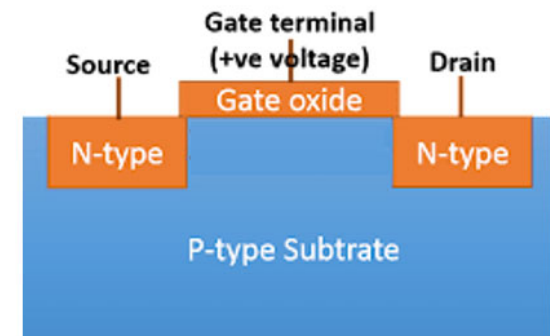 Gate terminal
Source (+ve voltage) Drain
Gate oxide
N-type N-type
P-type Subtrate